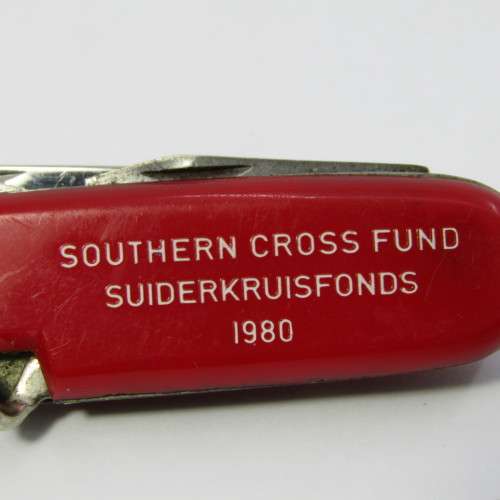 SOUTHERN CROSS FUND
SUIDERKRUISFONDS
1980